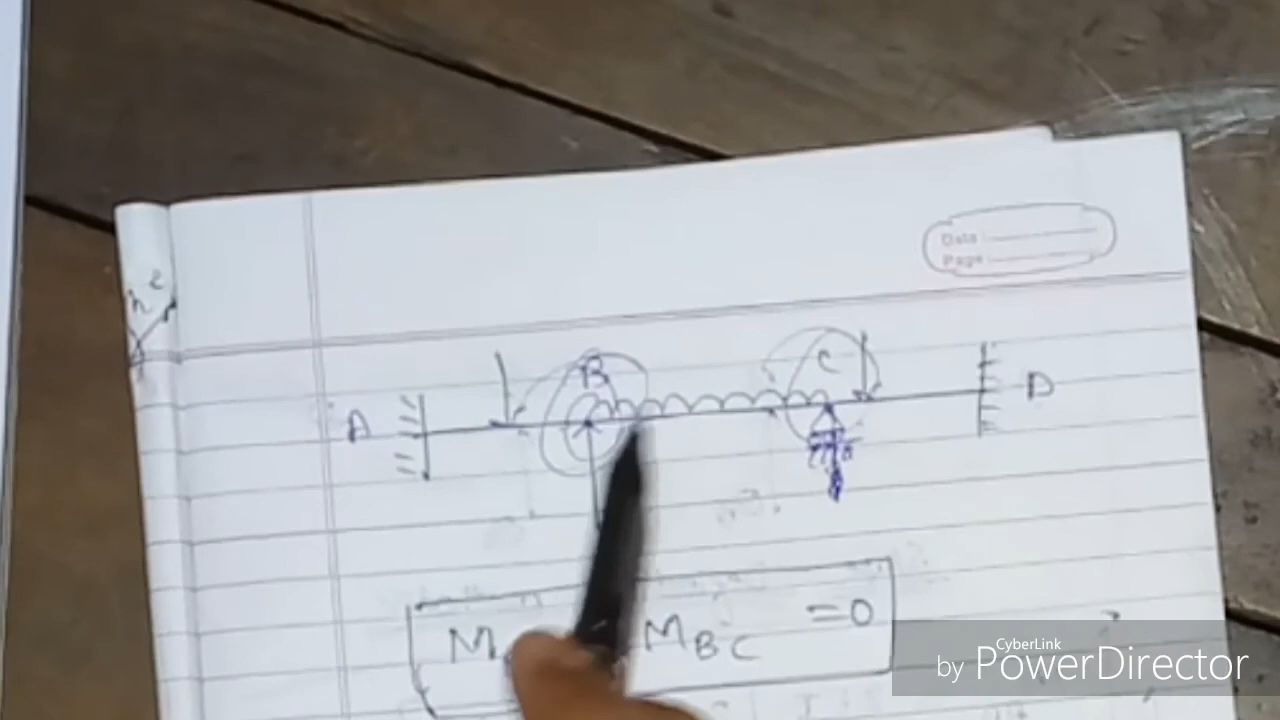 Date
Page
B
C
A
D
M
MBC = 0
CyberLink
by PowerDirector